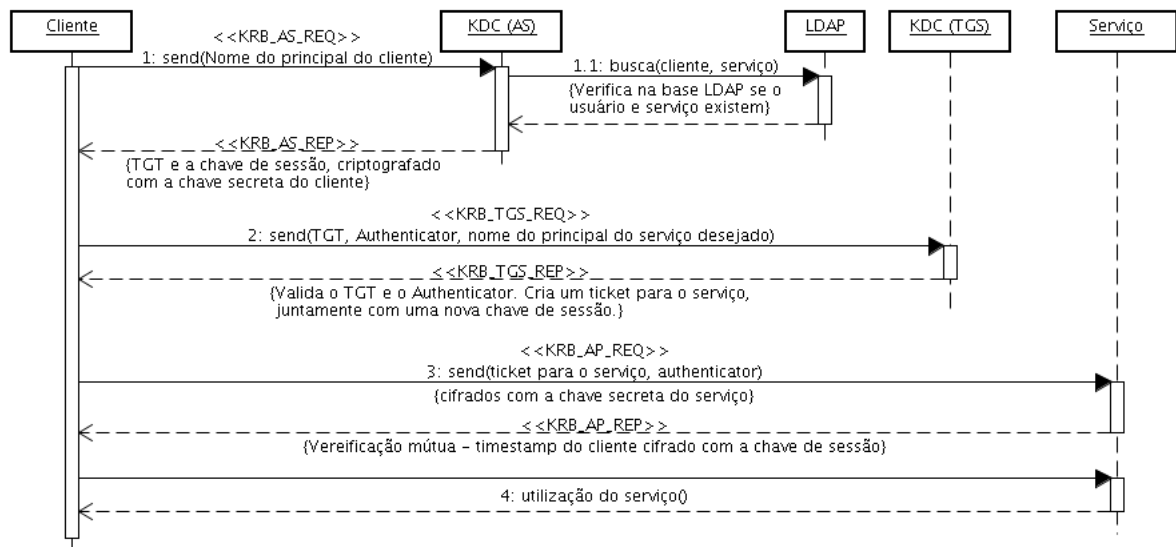 Cliente
KDC (AS)
LDAP
KDC (TGS)
Serviço
<<KRB_AS_REQ>>
1: send(Nome do principal do cliente)
1.1: busca(cliente, serviço)
{Verifica na base LDAP se o
usuário e serviço existem}
<<KRB_AS_REP>>
{TGT e a chave de sessão, criptografado
com a chave secreta do cliente}
<<KRB_TGS_REQ>>
2: send(TGT, Authenticator, nome do principal do serviço desejado)
<<KRB_TGS_REP>>
{Valida o TGT e o Authenticator. Cria um ticket para o serviço,
juntamente com uma nova chave de sessão.}
<<KRB_AP_REQ>>
3: send(ticket para o serviço, authenticator)
{cifrados com a chave secreta do serviço}
<<KRB_AP_REP>>
{Vereificação mútua - timestamp do cliente cifrado com a chave de sessão}
4: utilização do serviço()